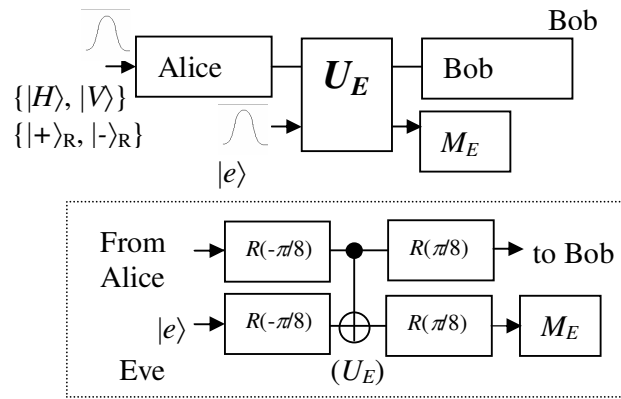 Bob
Alice
U_E
Bob
{|H⟩, |V⟩}
{|+⟩_R, |-⟩_R}
M_E
|e⟩
From
Alice
R(-π/8)
R(π/8)
to Bob
|e⟩
R(-π/8)
R(π/8)
M_E
Eve
(U_E)